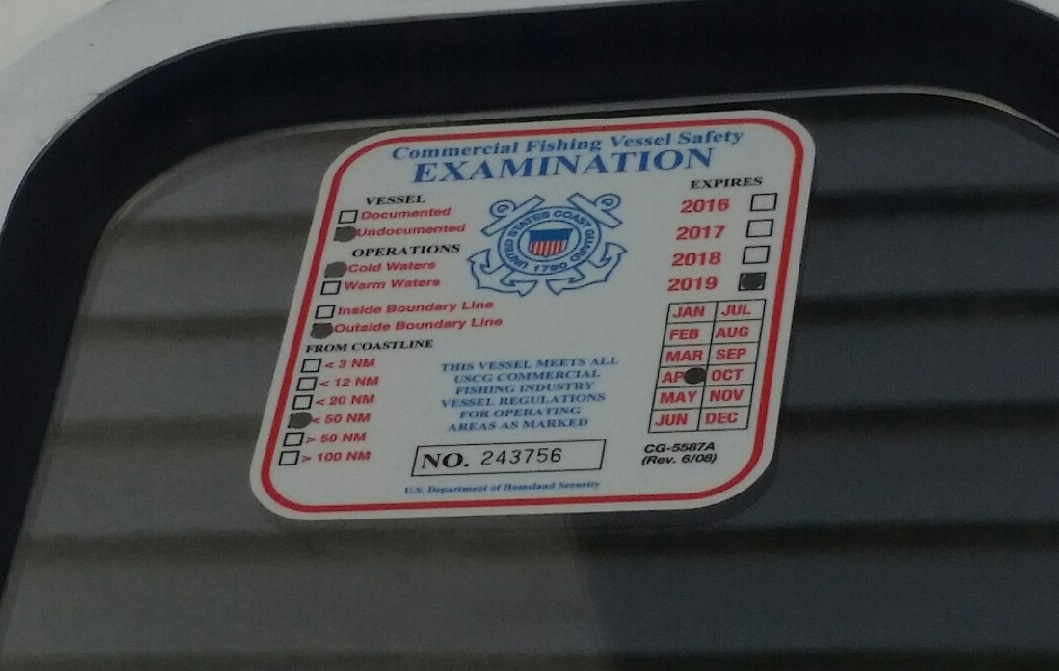 Commercial Fishing Vessel Safety
EXAMINATION
VESSEL
Documented
Undocumented
OPERATIONS
Cold Waters
Warm Waters
Inside Boundary Line
Outside Boundary Line
FROM COASTLINE
< 3 NM
< 12 NM
< 20 NM
< 50 NM
> 50 NM
> 100 NM
UNITED STATES COAST GUARD
1790
THIS VESSEL MEETS ALL
USCG COMMERCIAL
FISHING INDUSTRY
VESSEL REGULATIONS
FOR OPERATING
AREAS AS MARKED
NO. 243756
EXPIRES
2016
2017
2018
2019
JAN JUL
FEB AUG
MAR SEP
AP OCT
MAY NOV
JUN DEC
CG-5587A
(Rev. 6/08)
U.S. Department of Homeland Security